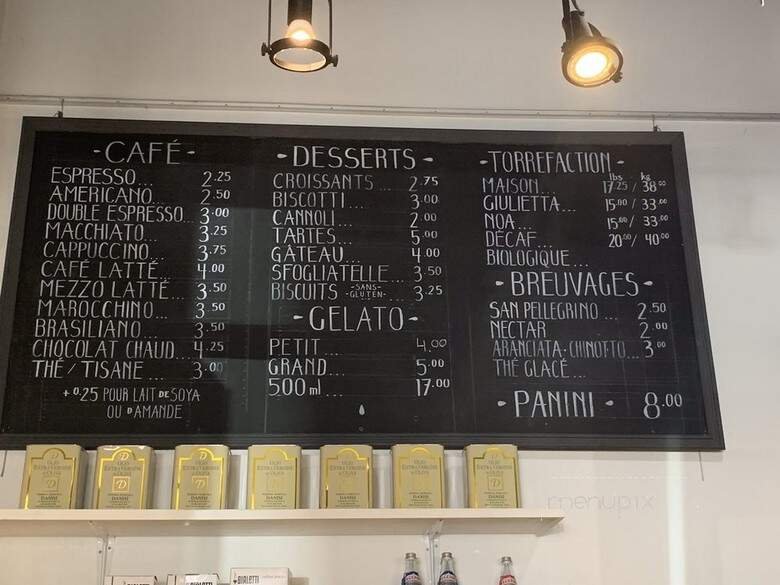 - CAFÉ -
ESPRESSO... 2.25
AMERICANO... 2.50
DOUBLE ESPRESSO... 3.00
MACCHIATO... 3.25
CAPPUCCINO... 3.75
CAFÉ LATTÉ... 4.00
MEZZO LATTÉ... 3.50
MAROCCHINO... 3.50
BRASILIANO... 3.50
CHOCOLAT CHAUD... 4.25
THÉ / TISANE... 3.00
+ 0.25 POUR LAIT DE SOYA
OU D'AMANDE
- DESSERTS -
CROISSANTS... 2.75
BISCOTTI... 3.00
CANNOLI... 2.00
TARTES... 5.00
GÂTEAU... 4.00
SFOGLIATELLE... 3.50
BISCUITS -SANS-GLUTEN-... 3.25
- GELATO -
PETIT... 4.00
GRAND... 5.00
500 ml... 17.00
- TORREFACTION -
lbs kg
MAISON... 17.25 / 38.00
GIULIETTA... 15.00 / 33.00
NOA... 15.00 / 33.00
DÉCAF... 20.00 / 40.00
BIOLOGIQUE...
- BREUVAGES -
SAN PELLEGRINO... 2.50
NECTAR 2.00
ARANCIATA-CHINOTTO... 3.00
THÉ GLACÉ...
- PANINI - 8.00
D
D
D
D
BIALETTI
menupix